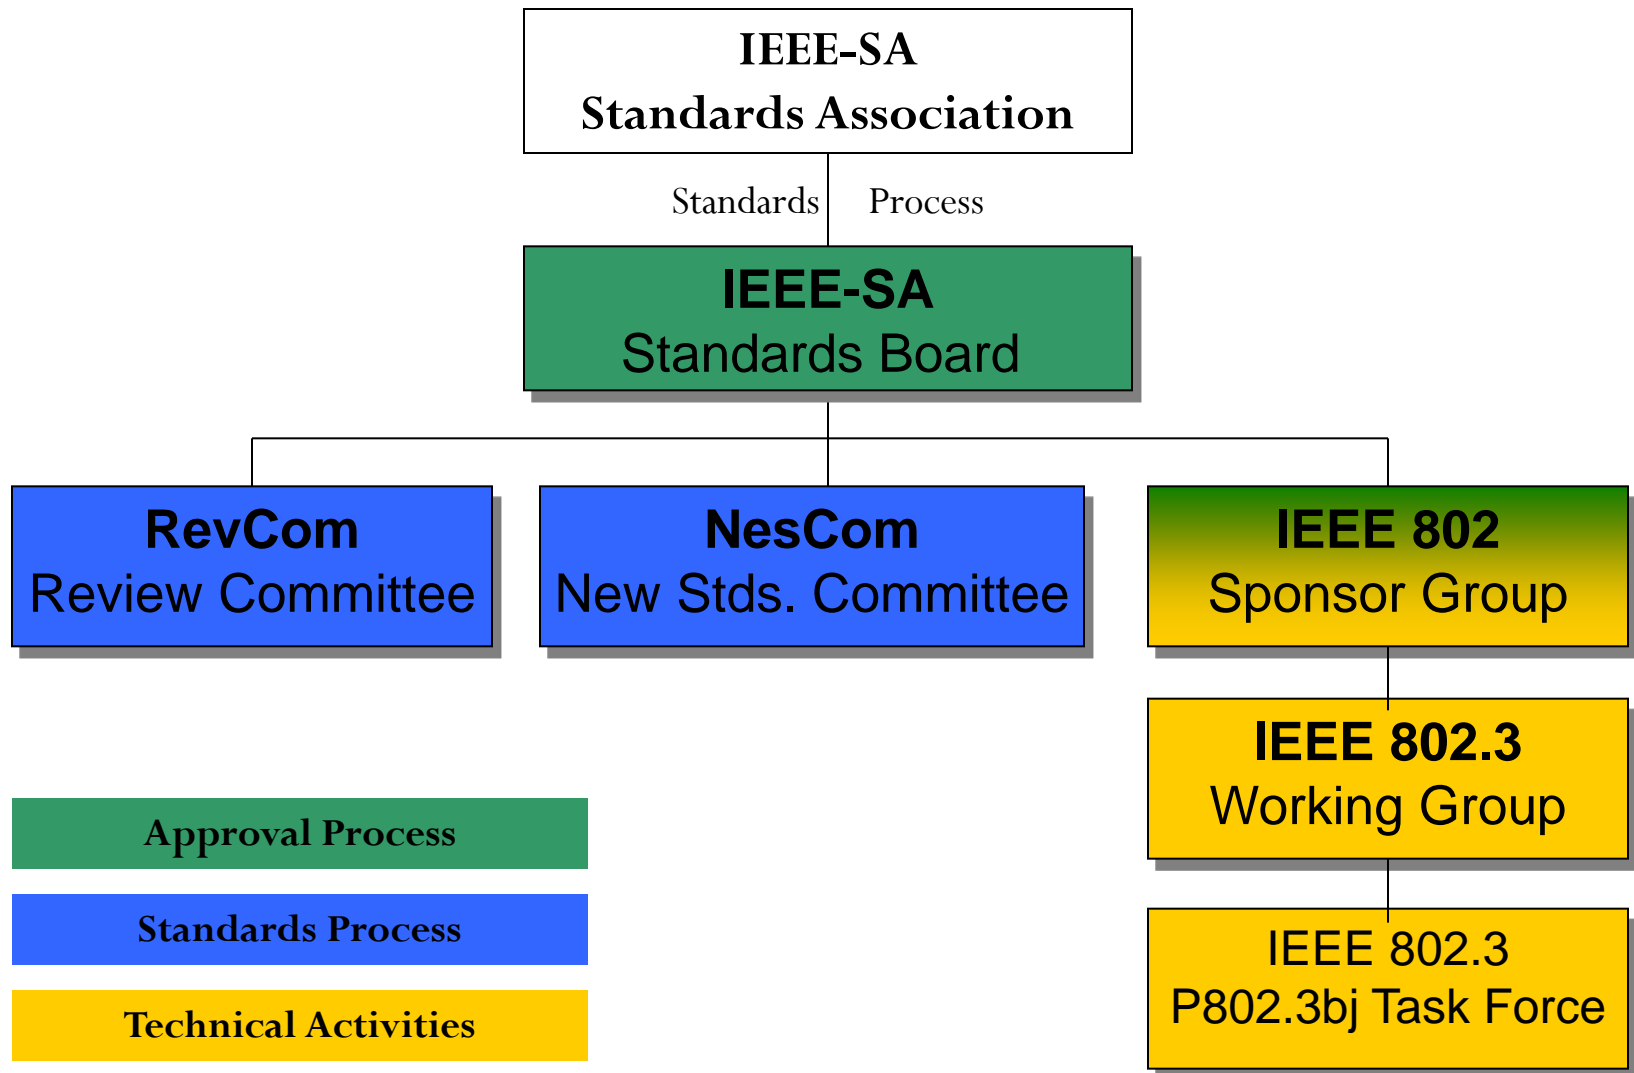 IEEE-SA
Standards Association
Standards Process
IEEE-SA
Standards Board
RevCom
Review Committee
NesCom
New Stds. Committee
IEEE 802
Sponsor Group
IEEE 802.3
Working Group
IEEE 802.3
P802.3bj Task Force
Approval Process
Standards Process
Technical Activities